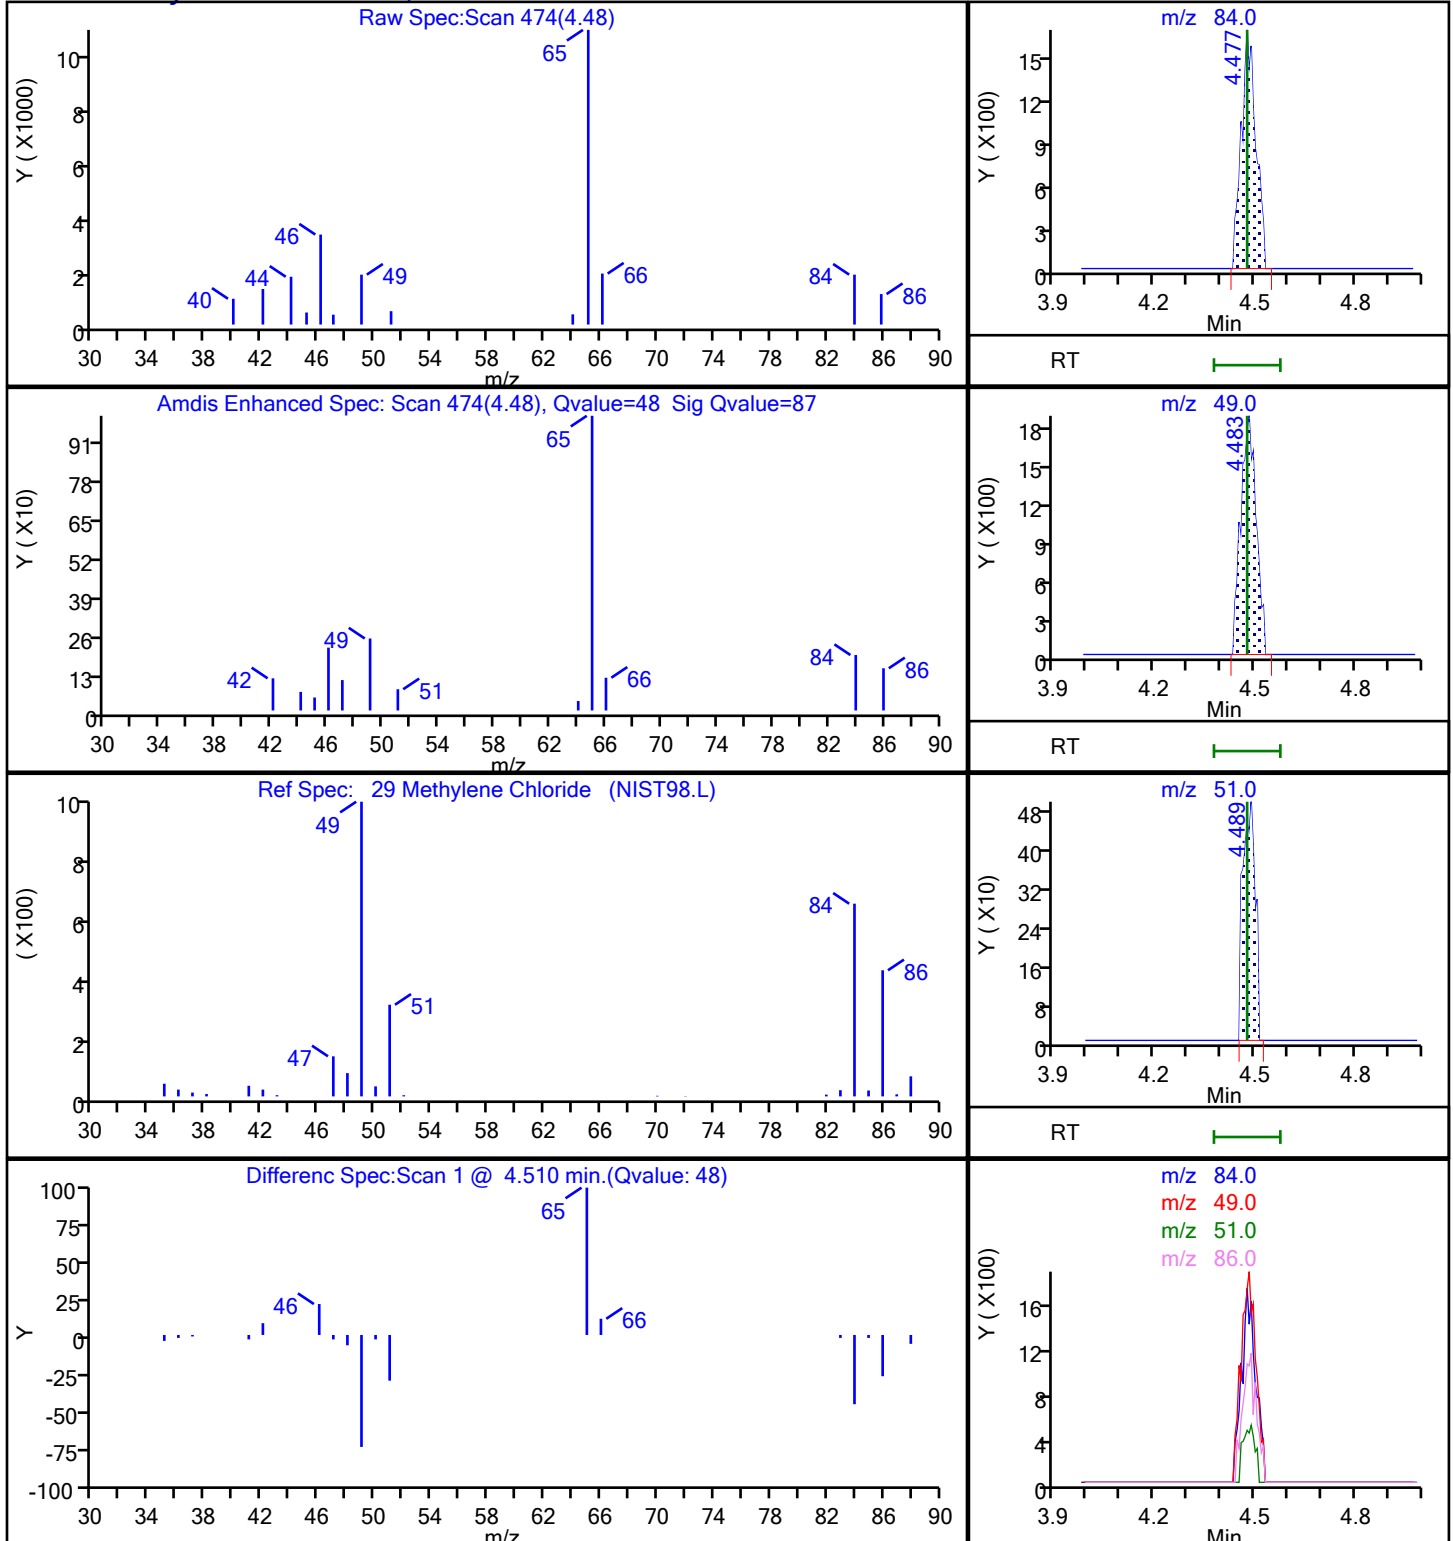 Raw Spec:Scan 474(4.48)
Y ( X1000)
10
8
6
4
2
0
65
46
44
40
49
66
84
86
30 34 38 42 46 50 54 58 62 66 70 74 78 82 86 90
m/z
m/z 84.0
Y ( X100)
15
12
9
6
3
0
4.477
3.9 4.2 4.5 4.8
Min
RT
Amdis Enhanced Spec: Scan 474(4.48), Qvalue=48 Sig Qvalue=87
Y ( X10)
91
78
65
52
39
26
13
0
65
49
42
51
66
84
86
30 34 38 42 46 50 54 58 62 66 70 74 78 82 86 90
m/z
m/z 49.0
Y ( X100)
18
15
12
9
6
3
0
4.483
3.9 4.2 4.5 4.8
Min
RT
Ref Spec: 29 Methylene Chloride (NIST98.L)
( X100)
10
8
6
4
2
0
49
84
86
51
47
30 34 38 42 46 50 54 58 62 66 70 74 78 82 86 90
m/z
m/z 51.0
Y ( X10)
48
40
32
24
16
8
0
4.489
3.9 4.2 4.5 4.8
Min
RT
Differenc Spec:Scan 1 @ 4.510 min.(Qvalue: 48)
Y
100
75
50
25
0
-25
-50
-75
-100
65
46
66
30 34 38 42 46 50 54 58 62 66 70 74 78 82 86 90
m/z
m/z 84.0
m/z 49.0
m/z 51.0
m/z 86.0
Y ( X100)
16
12
8
4
0
3.9 4.2 4.5 4.8
Min